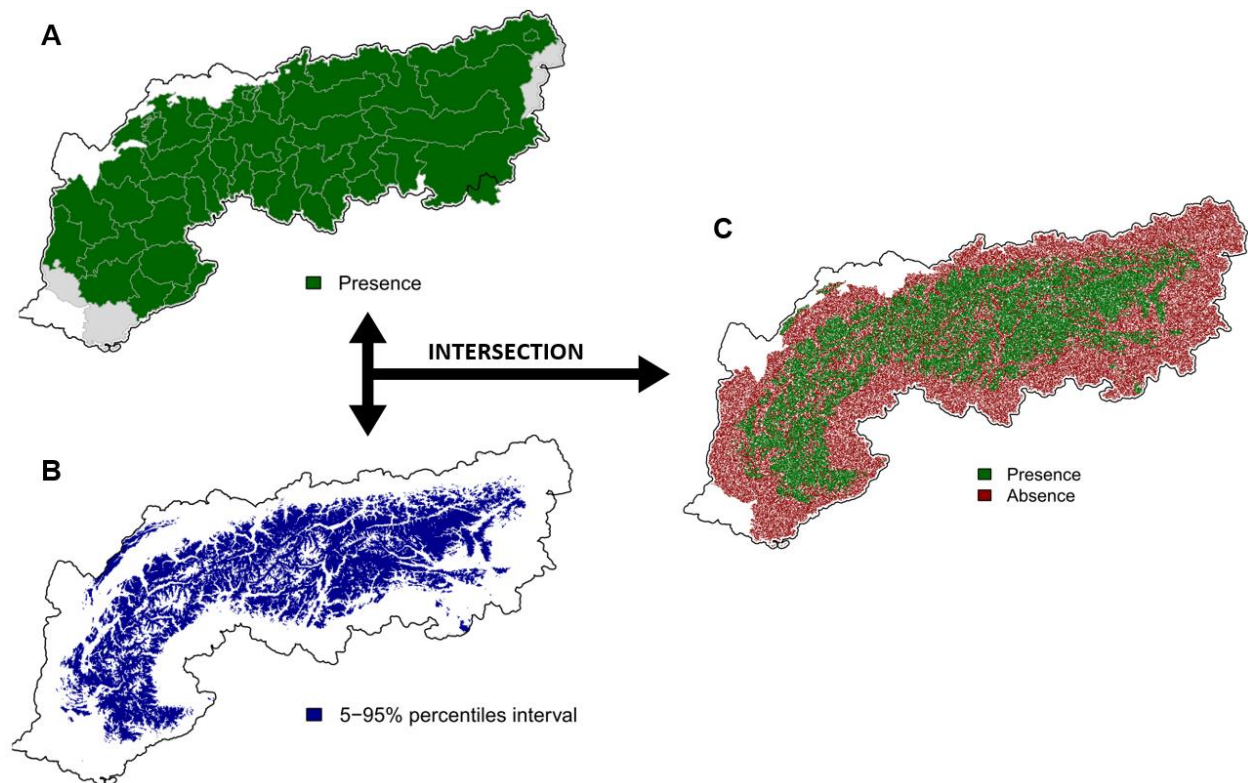 A
Presence
INTERSECTION
C
Presence
Absence
B
5−95% percentiles interval